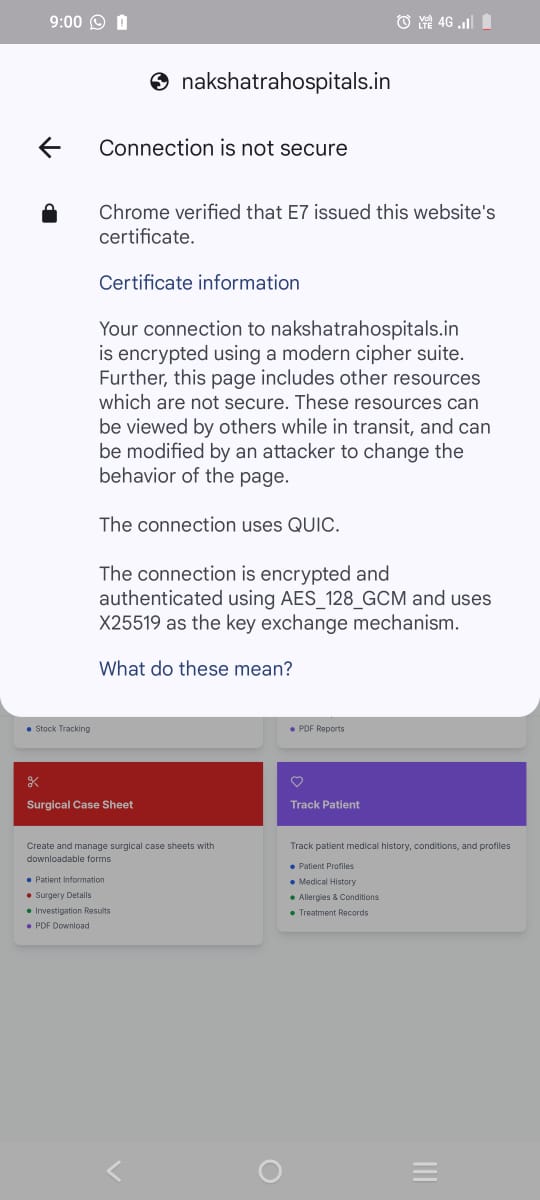 9:00
Vo) LTE 4G
nakshatrahospitals.in
Connection is not secure
Chrome verified that E7 issued this website's
certificate.
Certificate information
Your connection to nakshatrahospitals.in
is encrypted using a modern cipher suite.
Further, this page includes other resources
which are not secure. These resources can
be viewed by others while in transit, and can
be modified by an attacker to change the
behavior of the page.
The connection uses QUIC.
The connection is encrypted and
authenticated using AES_128_GCM and uses
X25519 as the key exchange mechanism.
What do these mean?
Stock Tracking
PDF Reports
Surgical Case Sheet
Create and manage surgical case sheets with
downloadable forms
Patient Information
Surgery Details
Investigation Results
PDF Download
Track Patient
Track patient medical history, conditions, and profiles
Patient Profiles
Medical History
Allergies & Conditions
Treatment Records